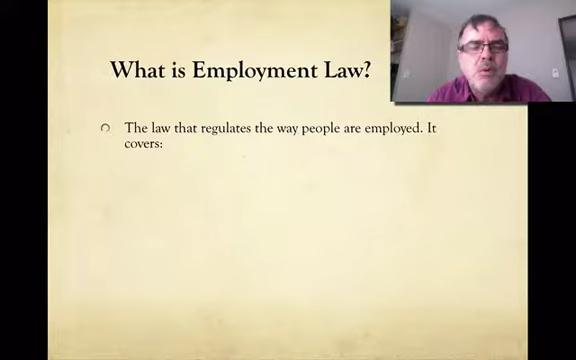 What is Employment Law?
The law that regulates the way people are employed. It
covers: